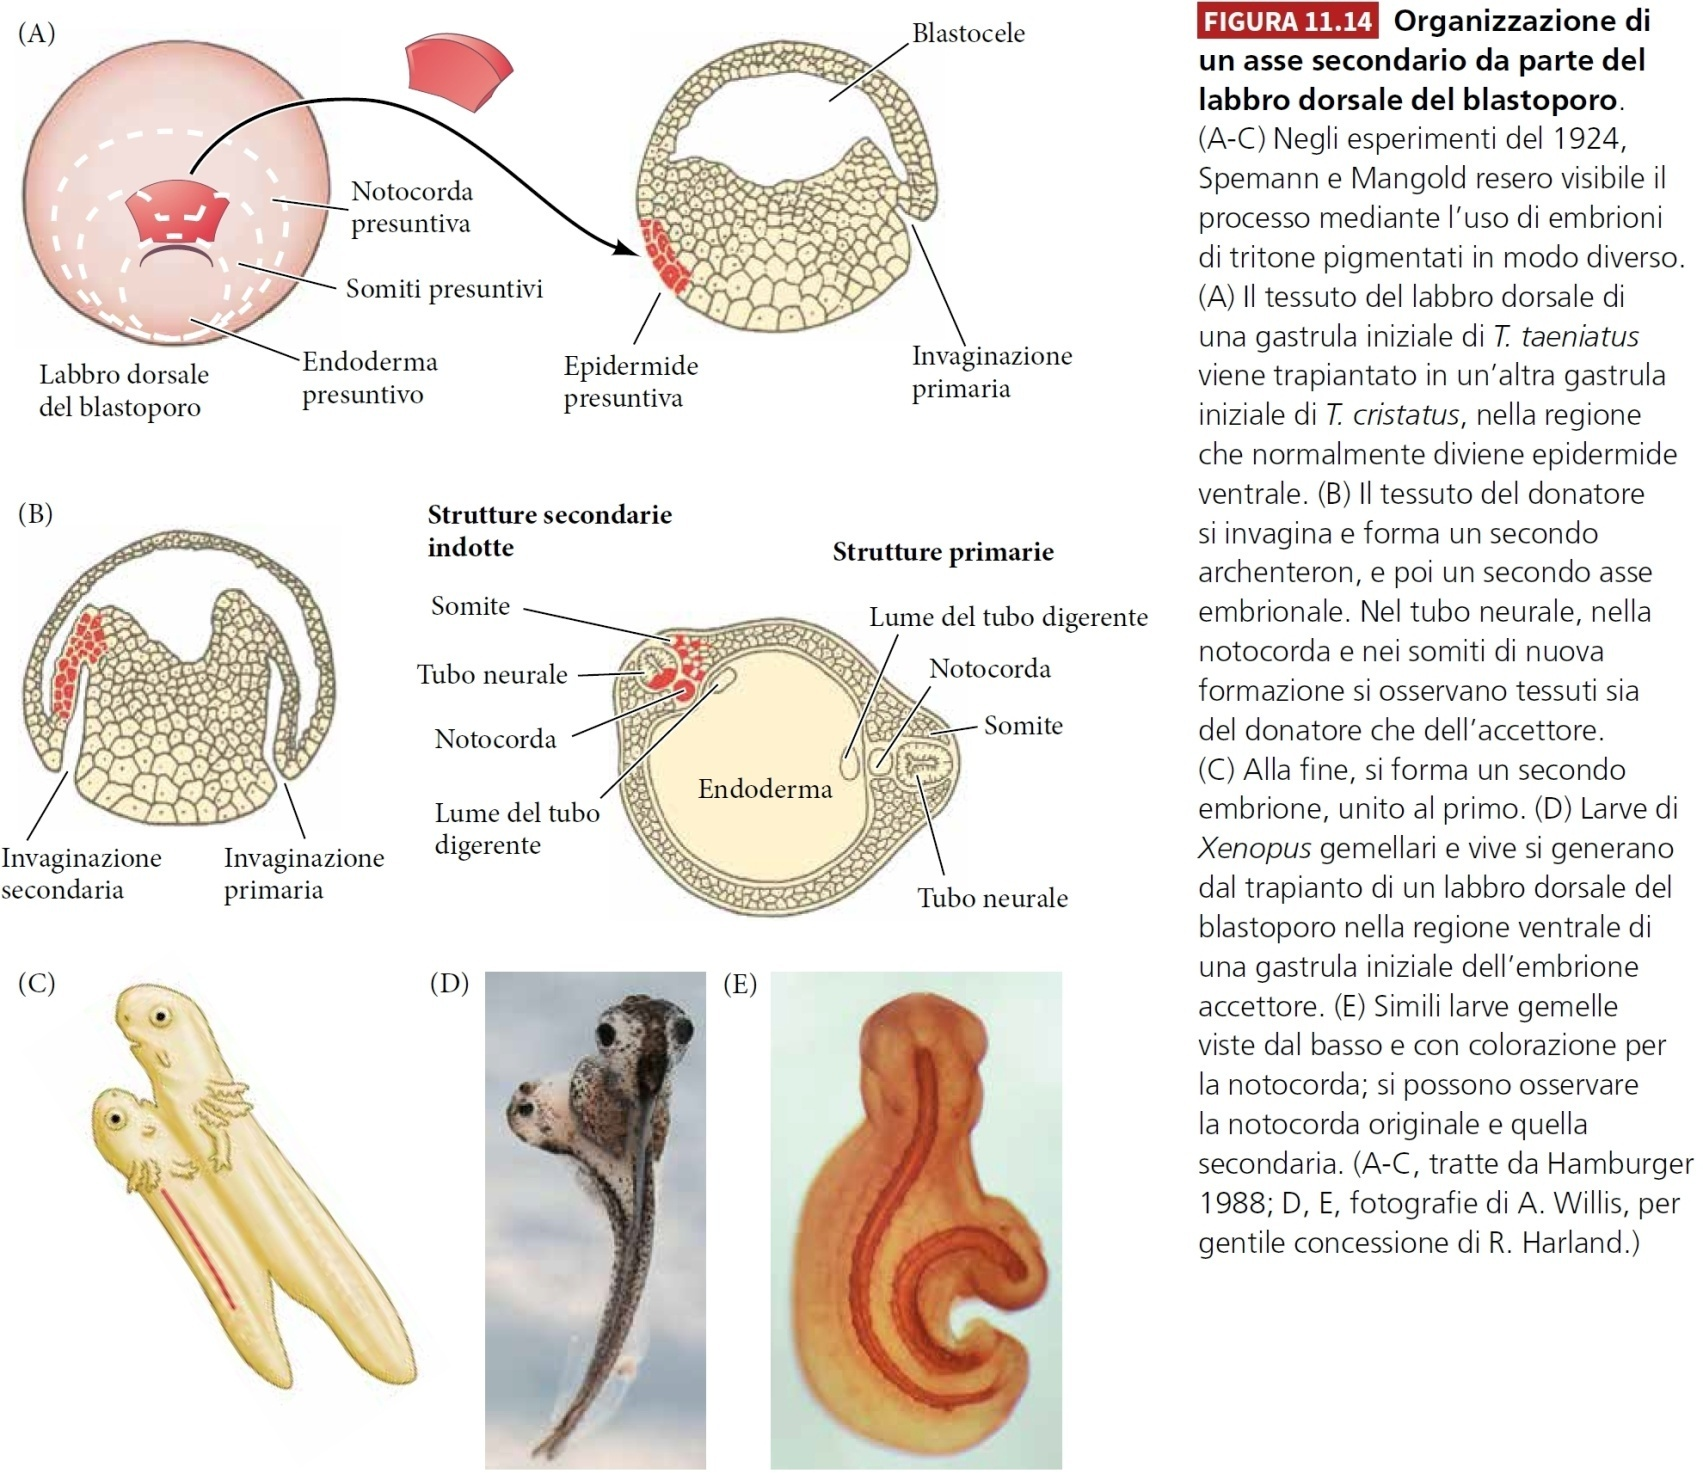 (A)
Blastocele
Notocorda
presuntiva
Somiti presuntivi
Endoderma
presuntivo
Labbro dorsale
del blastoporo
Epidermide
presuntiva
Invaginazione
primaria
(B)
Invaginazione
secondaria
Invaginazione
primaria
Strutture secondarie
indotte
Strutture primarie
Somite
Tubo neurale
Notocorda
Lume del tubo
digerente
Lume del tubo digerente
Notocorda
Somite
Endoderma
Tubo neurale
(C)
(D)
(E)
FIGURA 11.14 Organizzazione di
un asse secondario da parte del
labbro dorsale del blastoporo.
(A-C) Negli esperimenti del 1924,
Spemann e Mangold resero visibile il
processo mediante l'uso di embrioni
di tritone pigmentati in modo diverso.
(A) Il tessuto del labbro dorsale di
una gastrula iniziale di T. taeniatus
viene trapiantato in un'altra gastrula
iniziale di T. cristatus, nella regione
che normalmente diviene epidermide
ventrale. (B) Il tessuto del donatore
si invagina e forma un secondo
archenteron, e poi un secondo asse
embrionale. Nel tubo neurale, nella
notocorda e nei somiti di nuova
formazione si osservano tessuti sia
del donatore che dell'accettore.
(C) Alla fine, si forma un secondo
embrione, unito al primo. (D) Larve di
Xenopus gemellari e vive si generano
dal trapianto di un labbro dorsale del
blastoporo nella regione ventrale di
una gastrula iniziale dell'embrione
accettore. (E) Simili larve gemelle
viste dal basso e con colorazione per
la notocorda; si possono osservare
la notocorda originale e quella
secondaria. (A-C, tratte da Hamburger
1988; D, E, fotografie di A. Willis, per
gentile concessione di R. Harland.)